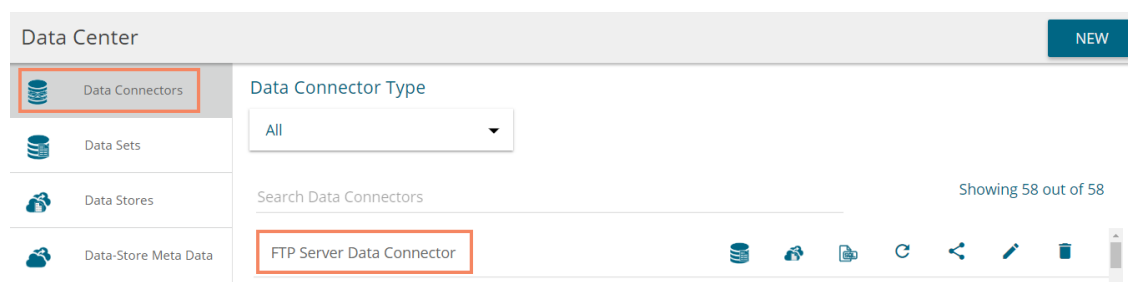 Data Center
NEW
Data Connectors
Data Sets
Data Stores
Data-Store Meta Data
Data Connector Type
All
Search Data Connectors
Showing 58 out of 58
FTP Server Data Connector